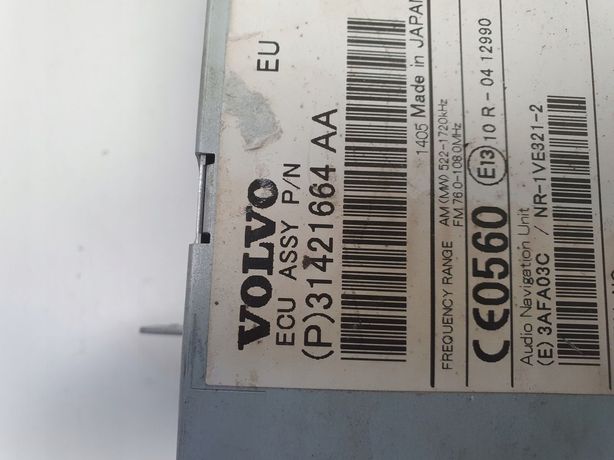 EU
VOLVO
ECU ASSY P/N
(P)31421664 AA
1405 Made in JAPAN
FREQUENCY RANGE AM (MW) 522-1720kHz
FM 76.0-108.0MHz
CE0560 E13 10 R - 04 12990
Audio Navigation Unit
(E) 3AFA03C / NR-1VE321-2